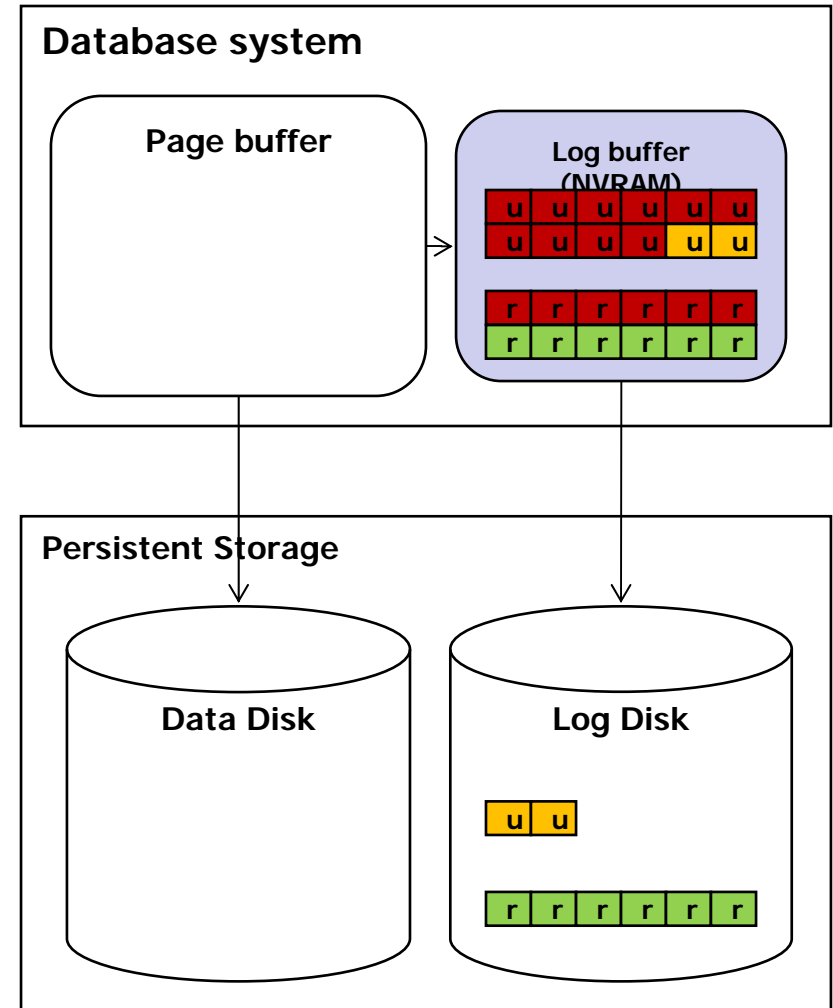 Database system
Page buffer
Log buffer
(NVRAM)
u u u u u u
u u u u u u
r r r r r r
r r r r r r
Persistent Storage
Data Disk
Log Disk
u u
r r r r r r